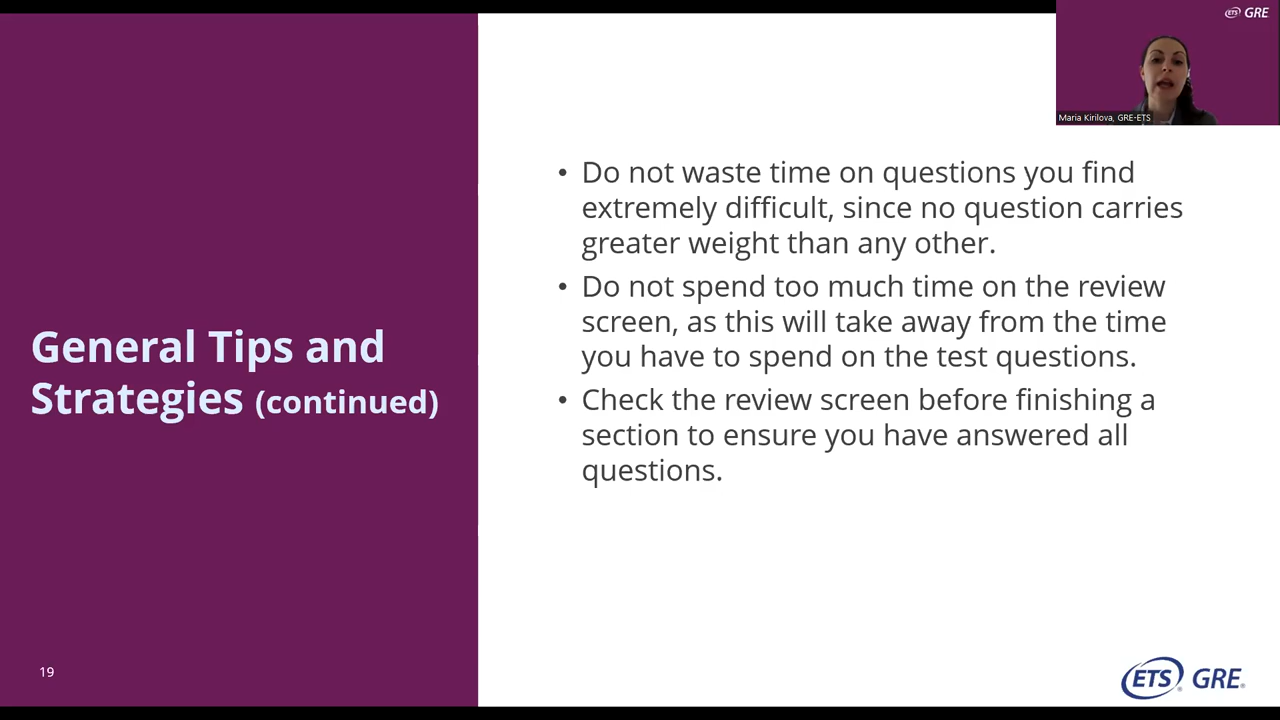 ETS GRE
Maria Kirilova, GRE-ETS
General Tips and
Strategies (continued)
• Do not waste time on questions you find
extremely difficult, since no question carries
greater weight than any other.
• Do not spend too much time on the review
screen, as this will take away from the time
you have to spend on the test questions.
• Check the review screen before finishing a
section to ensure you have answered all
questions.
19
ETS® GRE®